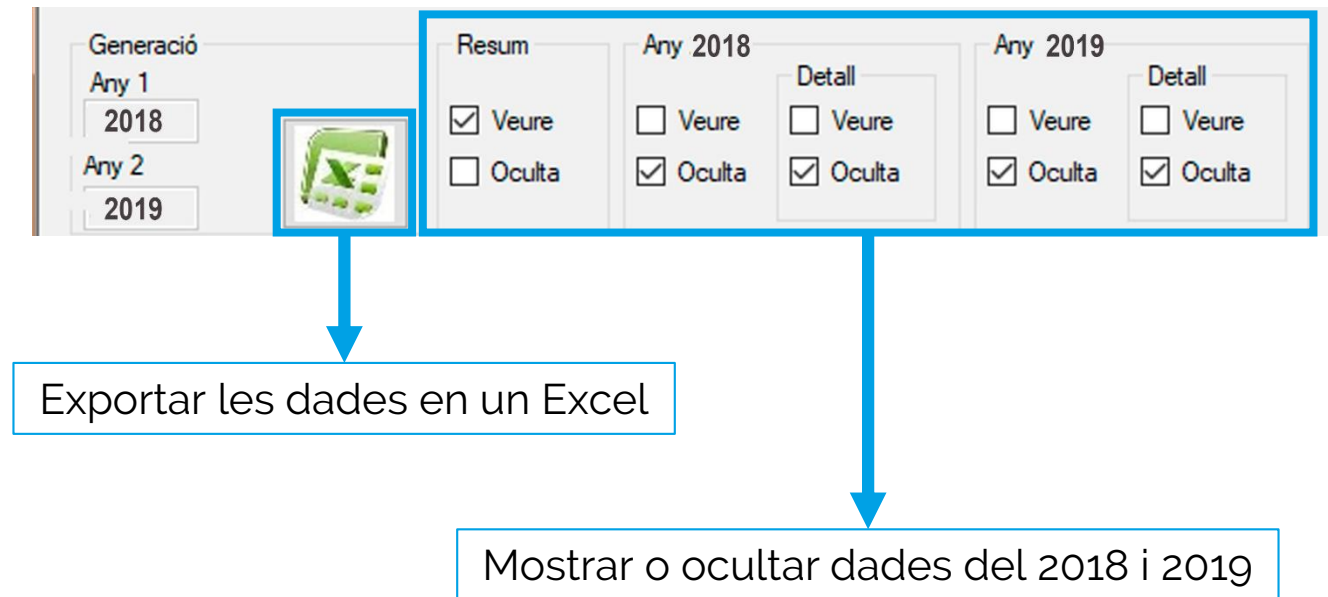 Generació
Any 1
2018
Any 2
2019
Resum
Veure
Oculta
Any 2018
Veure
Oculta
Detall
Veure
Oculta
Any 2019
Veure
Oculta
Detall
Veure
Oculta
Exportar les dades en un Excel
Mostrar o ocultar dades del 2018 i 2019